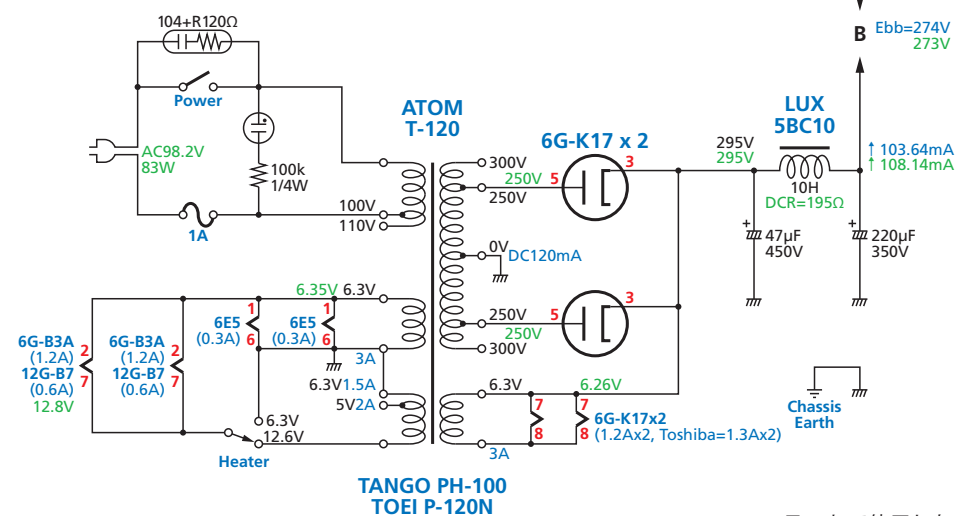 104+R120Ω
Power
AC98.2V
83W
100k
1/4W
1A
ATOM
T-120
100V
110V
300V
250V
250V
0V
DC120mA
250V
250V
300V
6G-K17 x 2
5
3
5
3
295V
295V
LUX
5BC10
10H
DCR=195Ω
B
Ebb=274V
273V
↑ 103.64mA
↑ 108.14mA
+
47µF
450V
+
220µF
350V
Chassis
Earth
6.35V 6.3V
6G-B3A
(1.2A)
12G-B7
(0.6A)
12.8V
2
7
6G-B3A
(1.2A)
12G-B7
(0.6A)
2
7
6E5
(0.3A)
1
6
6E5
(0.3A)
1
6
3A
6.3V1.5A
5V2A
6.3V
12.6V
Heater
6.3V
6.26V
7
8
7
8
6G-K17x2
(1.2Ax2, Toshiba=1.3Ax2)
3A
TANGO PH-100
TOEI P-120N